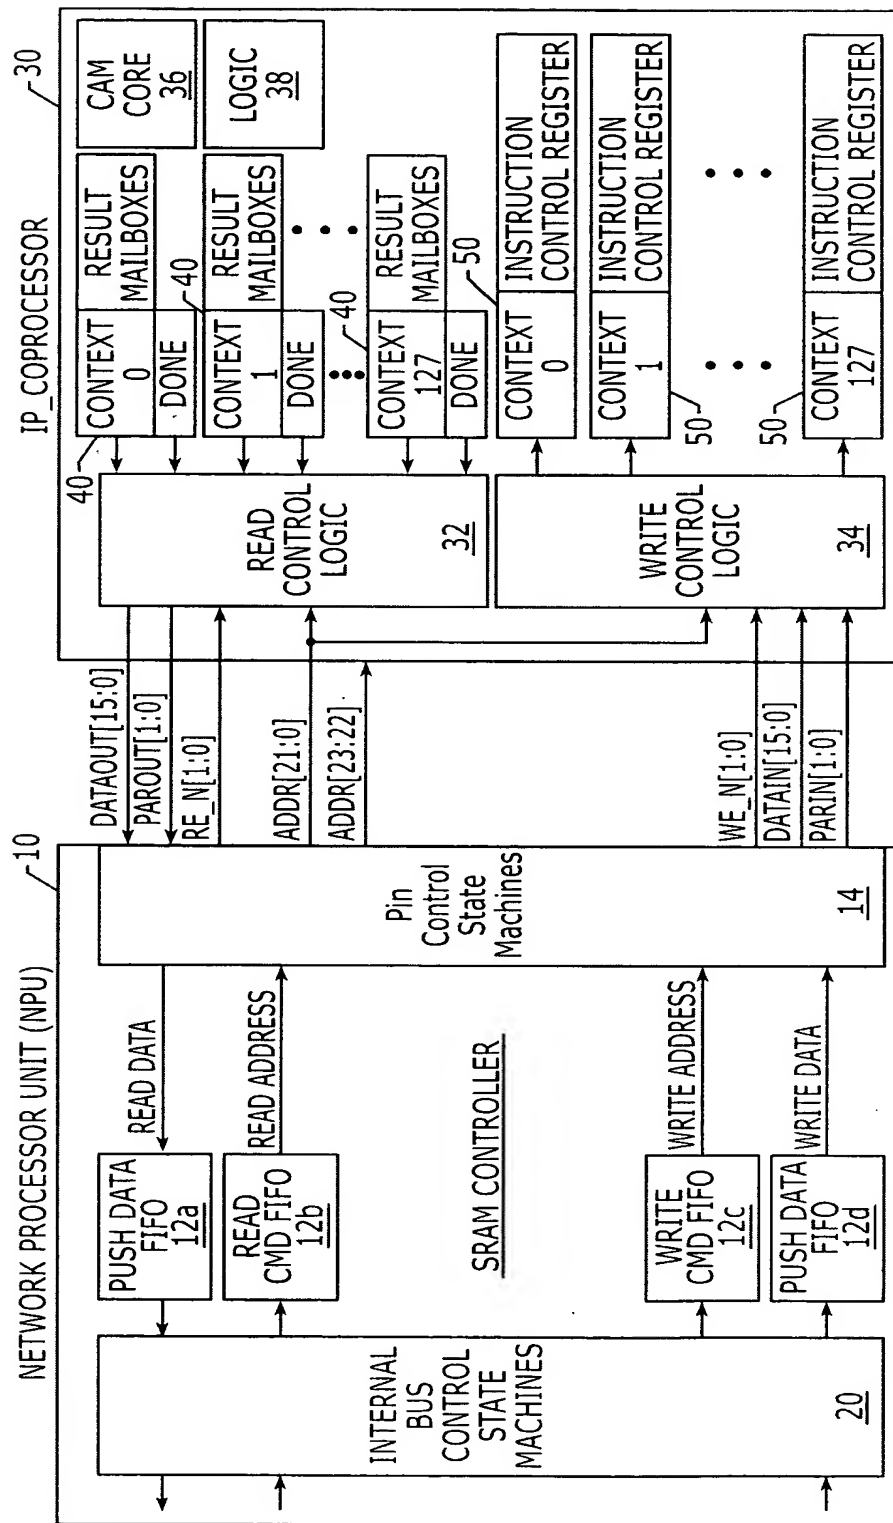 NETWORK PROCESSOR UNIT (NPU)
10
INTERNAL
BUS
CONTROL
STATE
MACHINES
20
PUSH DATA
FIFO
12a
READ
CMD FIFO
12b
SRAM CONTROLLER
WRITE
CMD FIFO
12c
PUSH DATA
FIFO
12d
READ DATA
READ ADDRESS
WRITE ADDRESS
WRITE DATA
Pin
Control
State
Machines
14
DATAOUT[15:0]
PAROUT[1:0]
RE_N[1:0]
ADDR[21:0]
ADDR[23:22]
WE_N[1:0]
DATAIN[15:0]
PARIN[1:0]
IP_COPROCESSOR
30
READ
CONTROL
LOGIC
32
WRITE
CONTROL
LOGIC
34
40
CONTEXT
0
DONE
RESULT
MAILBOXES
40
CONTEXT
1
DONE
RESULT
MAILBOXES
40
CONTEXT
127
DONE
RESULT
MAILBOXES
CAM
CORE
36
LOGIC
38
50
CONTEXT
0
INSTRUCTION
CONTROL REGISTER
50
CONTEXT
1
INSTRUCTION
CONTROL REGISTER
50
CONTEXT
127
INSTRUCTION
CONTROL REGISTER